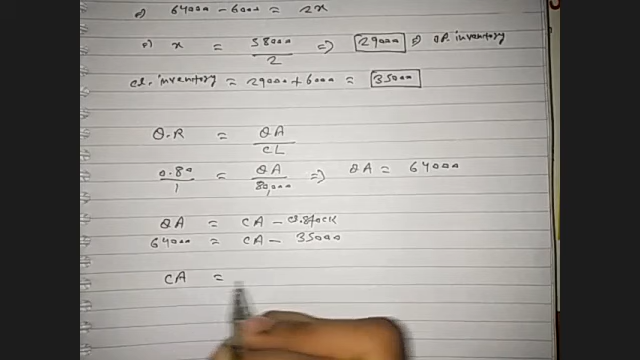 ⇒ 64000 - 6000 = 2x
⇒ x = 58000 / 2 ⇒ 29000 ⇒ OP. inventory
cl. inventory = 29000 + 6000 = 35000
Q.R = QA / CL
0.80 / 1 = QA / 80,000 ⇒ QA = 64000
QA = CA - cl. stock
64000 = CA - 35000
CA =